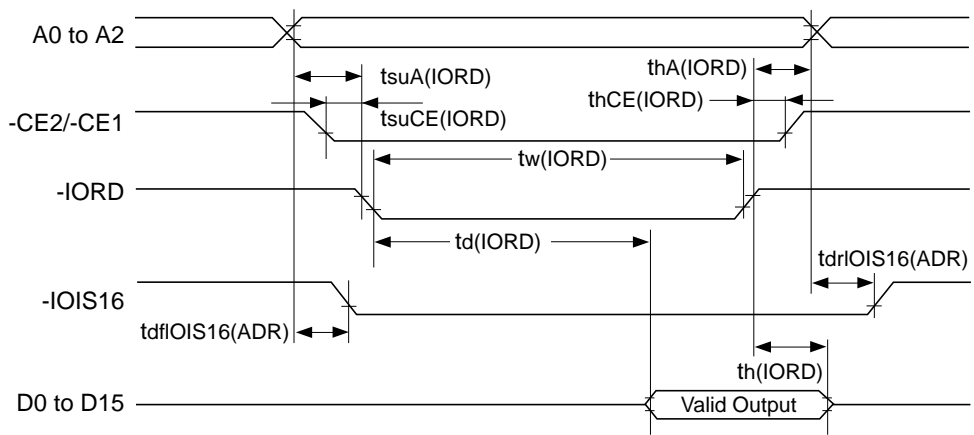 A0 to A2
tsuA(IORD)
thA(IORD)
tsuCE(IORD)
thCE(IORD)
-CE2/-CE1
tw(IORD)
-IORD
td(IORD)
tdrIOIS16(ADR)
-IOIS16
tdfIOIS16(ADR)
th(IORD)
D0 to D15
Valid Output